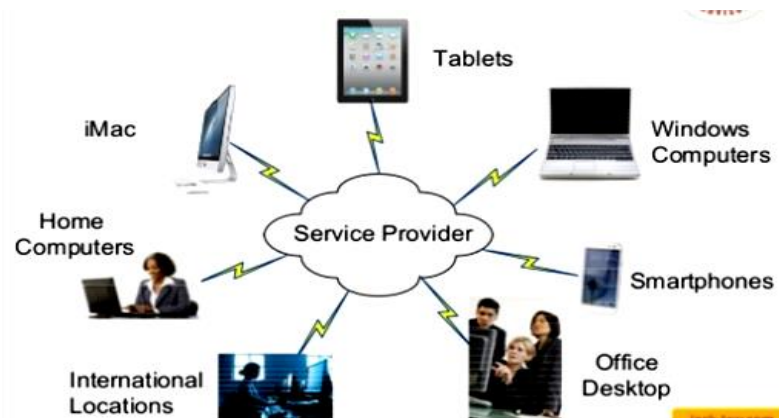 Tablets
iMac
Windows
Computers
Home
Computers
Service Provider
Smartphones
International
Locations
Office
Desktop